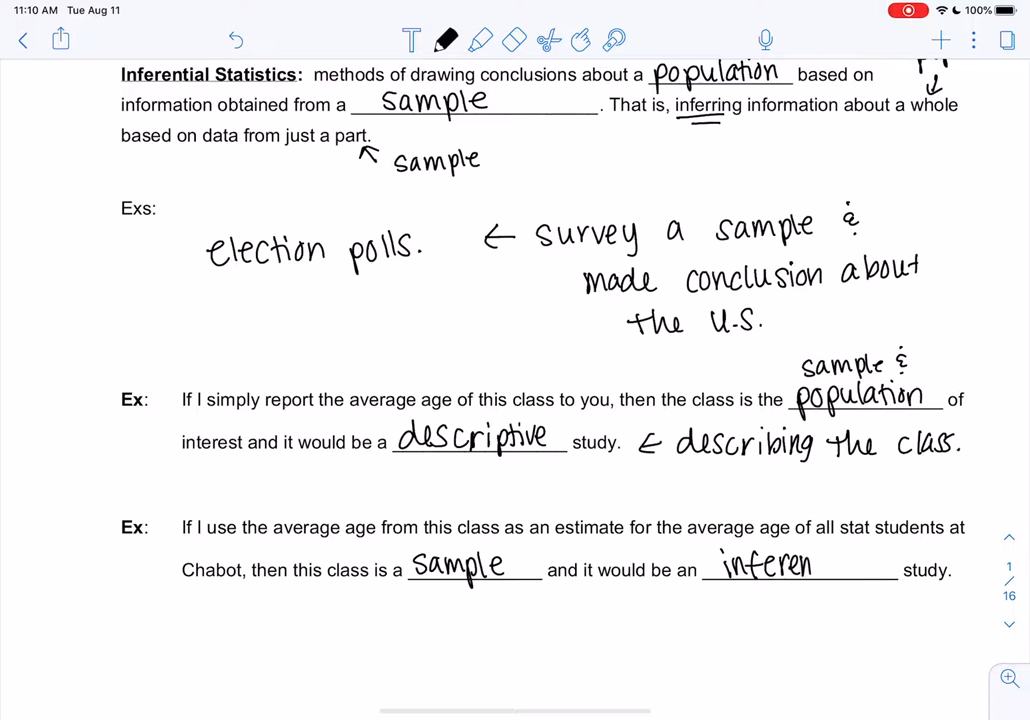 11:10 AM Tue Aug 11
100%
Inferential Statistics: methods of drawing conclusions about a population based on
information obtained from a sample. That is, inferring information about a whole
based on data from just a part.
sample
Exs:
election polls. ← survey a sample &
made conclusion about
the U.S.
sample &
Ex: If I simply report the average age of this class to you, then the class is the population of
interest and it would be a descriptive study. ← describing the class.
Ex: If I use the average age from this class as an estimate for the average age of all stat students at
Chabot, then this class is a sample and it would be an inferen study.
1
/
16